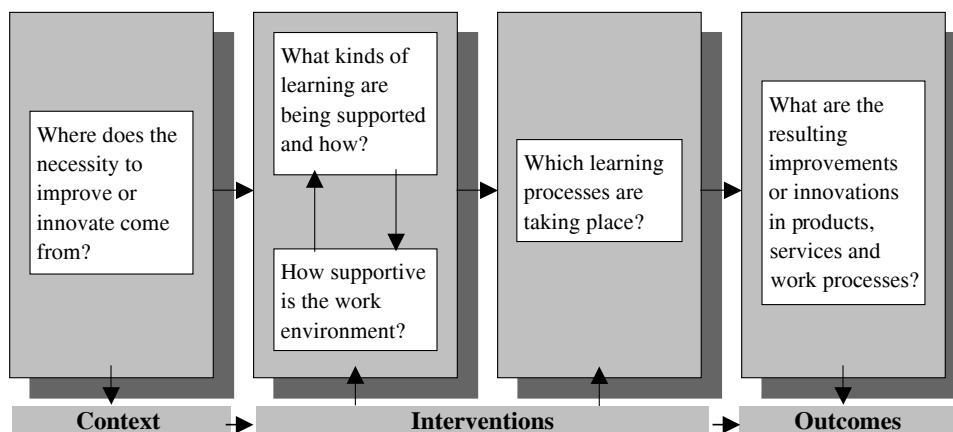 Where does the
necessity to
improve or
innovate come
from?
What kinds of
learning are
being supported
and how?
How supportive
is the work
environment?
Which learning
processes are
taking place?
What are the
resulting
improvements
or innovations
in products,
services and
work processes?
Context
Interventions
Outcomes